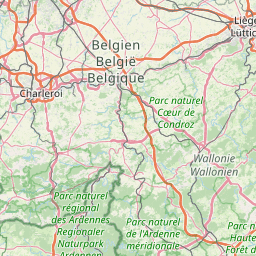 Liège
Lüttic
Belgien
België
Belgique
Charleroi
Parc naturel
Cœur de
Condroz
Wallonie
Wallonien
Parc naturel
régional
des Ardennes
Regionaler
Naturpark
Ardennen
Parc naturel
de l'Ardenne
méridionale
Parc n
Haute
Forêt d